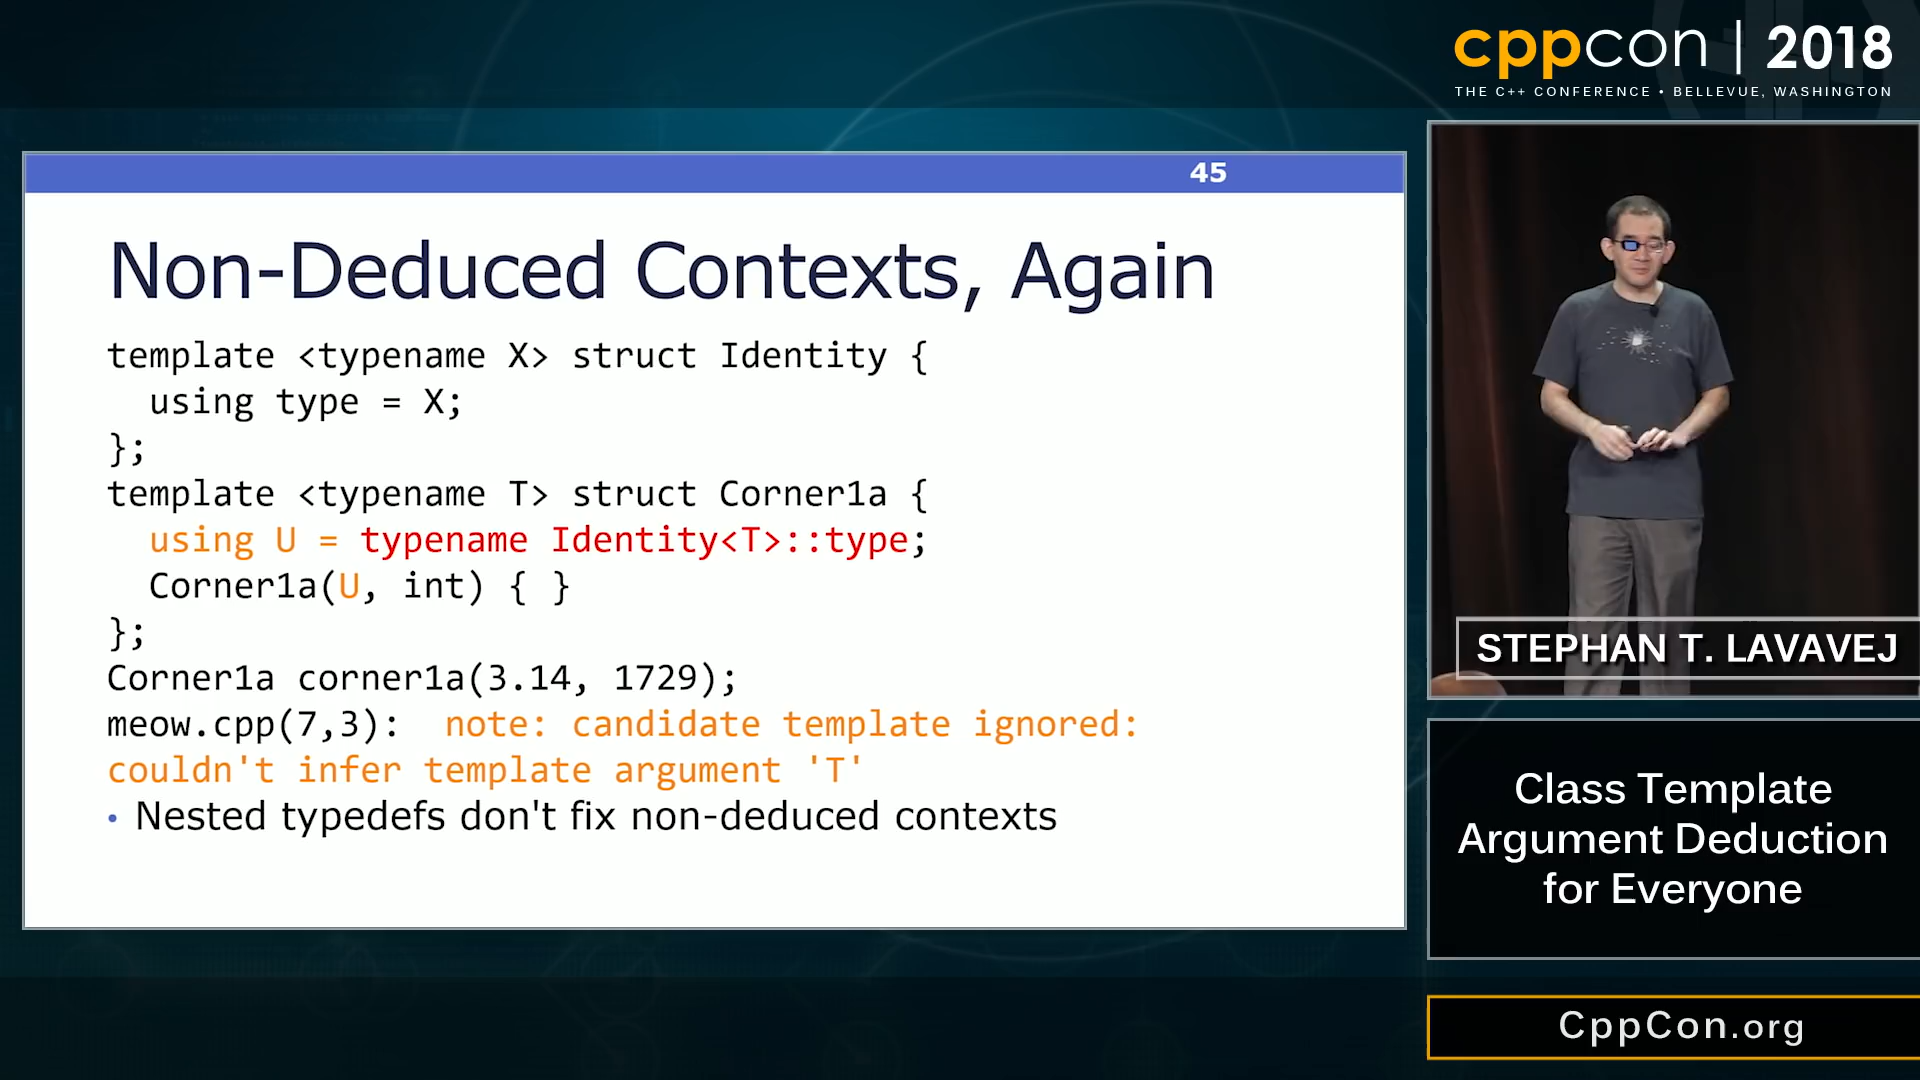 cppcon | 2018
THE C++ CONFERENCE • BELLEVUE, WASHINGTON
45
Non-Deduced Contexts, Again
template <typename X> struct Identity {
  using type = X;
};
template <typename T> struct Corner1a {
  using U = typename Identity<T>::type;
  Corner1a(U, int) { }
};
Corner1a corner1a(3.14, 1729);
meow.cpp(7,3):  note: candidate template ignored:
couldn't infer template argument 'T'
• Nested typedefs don't fix non-deduced contexts
STEPHAN T. LAVAVEJ
Class Template
Argument Deduction
for Everyone
CppCon.org